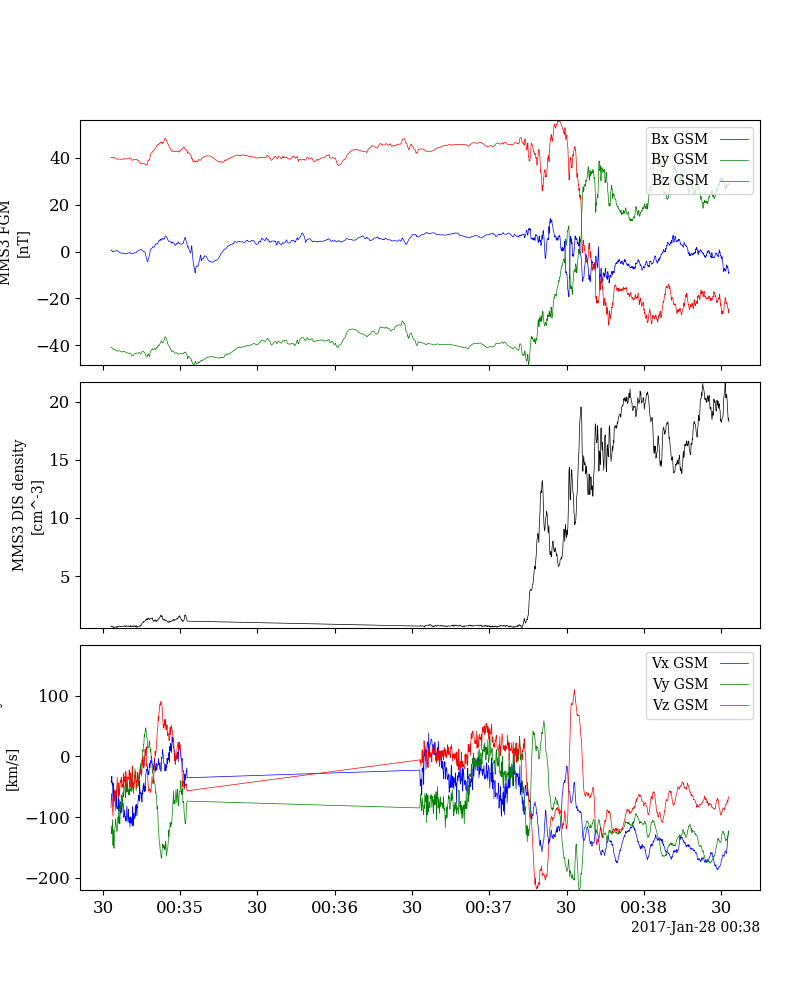 MMS3 FGM
[nT]
40
20
0
−20
−40
Bx GSM
By GSM
Bz GSM
MMS3 DIS density
[cm^-3]
20
15
10
5
[km/s]
100
0
−100
−200
Vx GSM
Vy GSM
Vz GSM
30 00:35 30 00:36 30 00:37 30 00:38 30
2017-Jan-28 00:38